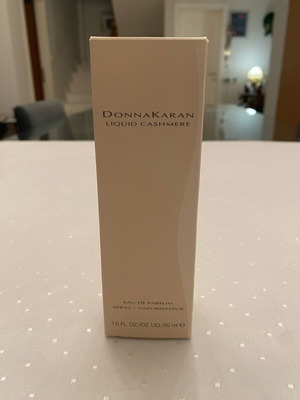 DONNAKARAN
LIQUID CASHMERE
EAU DE PARFUM
SPRAY • VAPORISATEUR
1.0 FL. OZ./OZ. LIQ./30 ml ℮